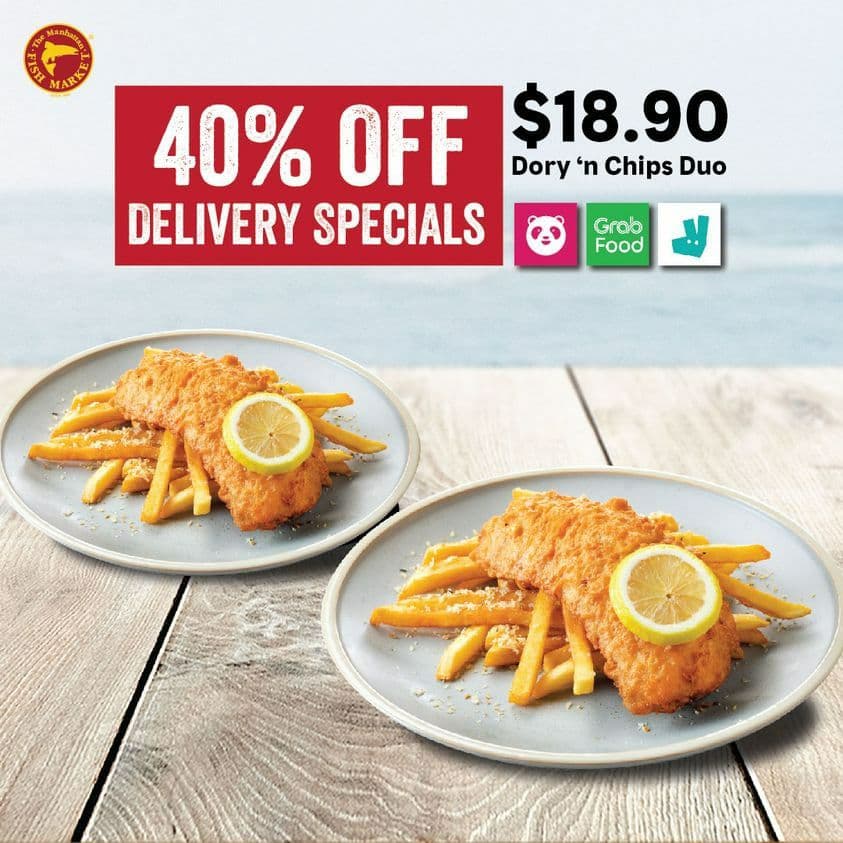 The Manhattan
FISH MARKET
40% OFF
DELIVERY SPECIALS
$18.90
Dory ‘n Chips Duo
Grab
Food